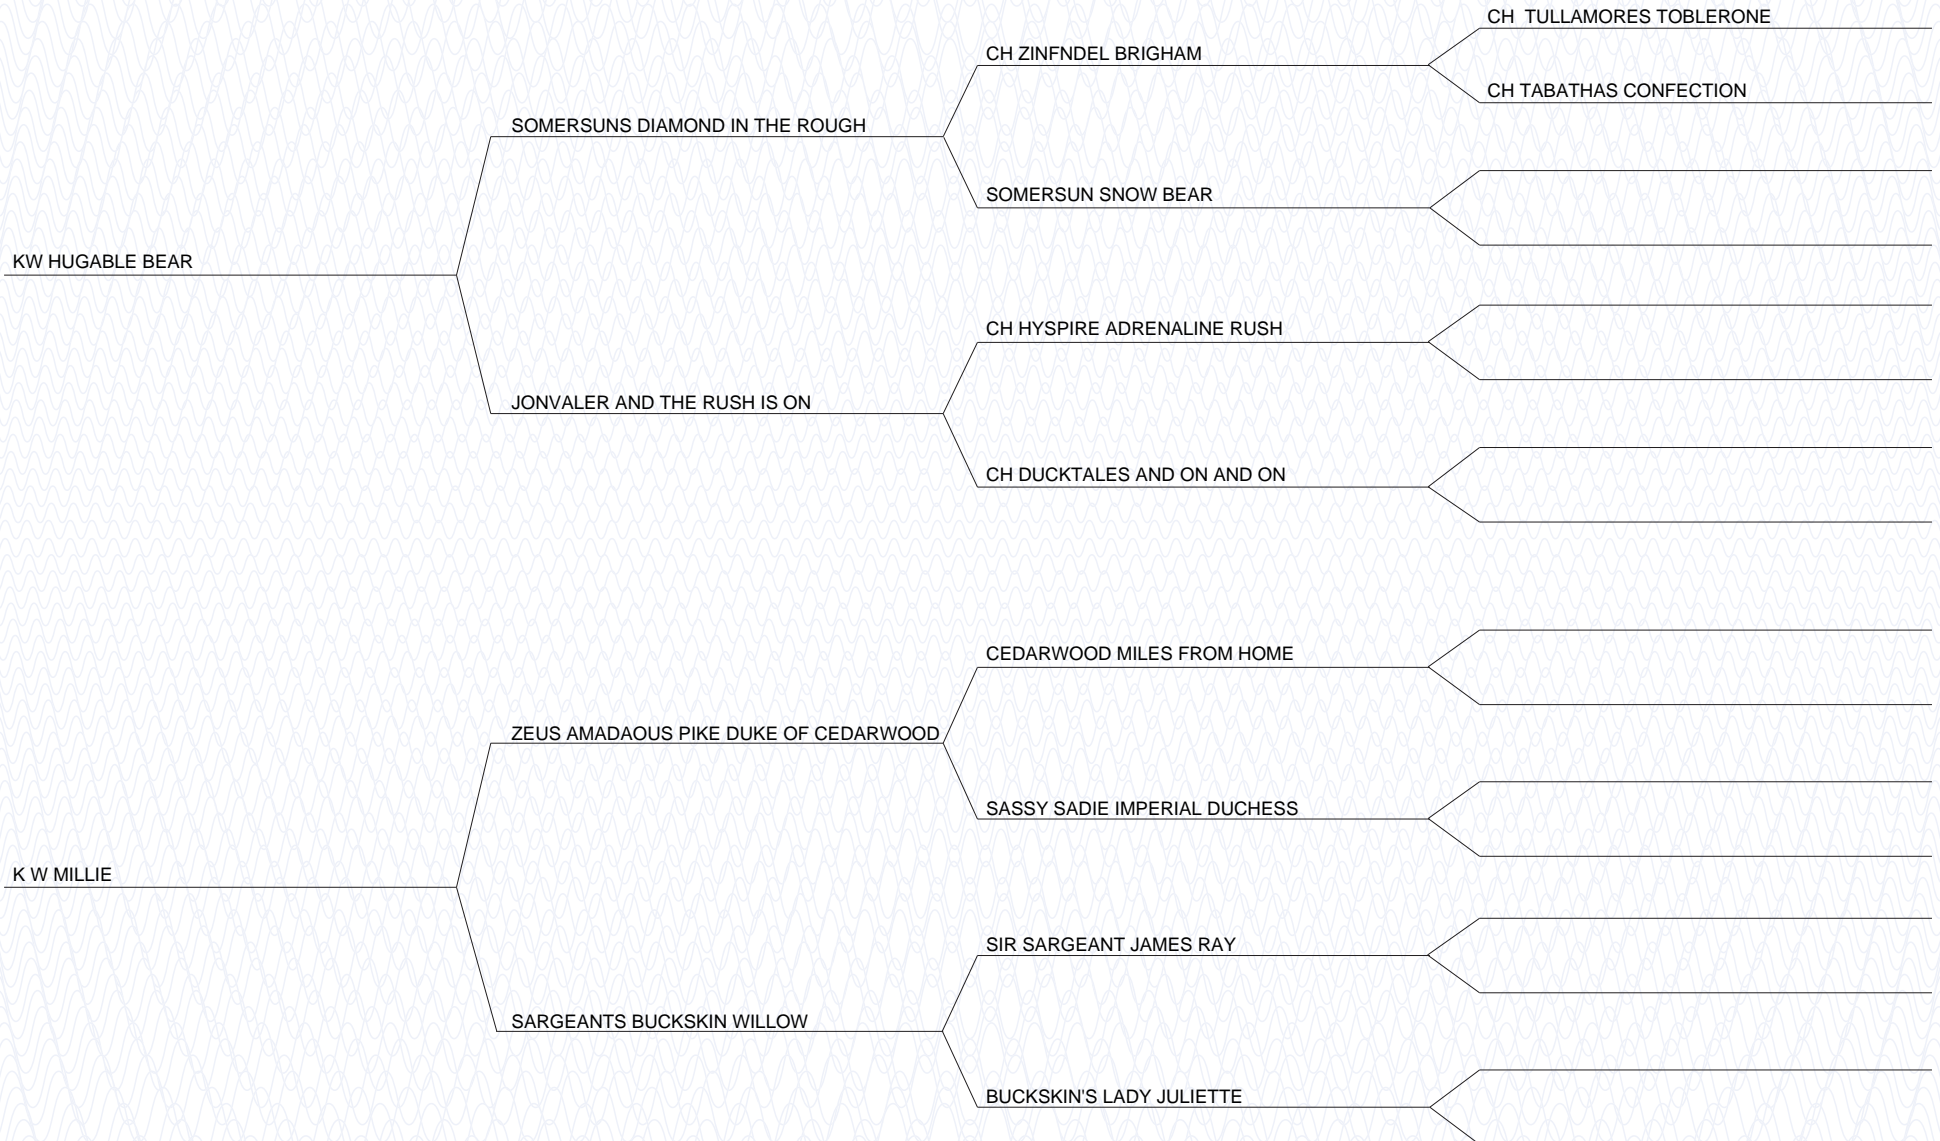 CH  TULLAMORES TOBLERONE
CH ZINFNDEL BRIGHAM
CH TABATHAS CONFECTION
SOMERSUNS DIAMOND IN THE ROUGH
SOMERSUN SNOW BEAR
KW HUGABLE BEAR
CH HYSPIRE ADRENALINE RUSH
JONVALER AND THE RUSH IS ON
CH DUCKTALES AND ON AND ON
CEDARWOOD MILES FROM HOME
ZEUS AMADAOUS PIKE DUKE OF CEDARWOOD
SASSY SADIE IMPERIAL DUCHESS
K W MILLIE
SIR SARGEANT JAMES RAY
SARGEANTS BUCKSKIN WILLOW
BUCKSKIN'S LADY JULIETTE